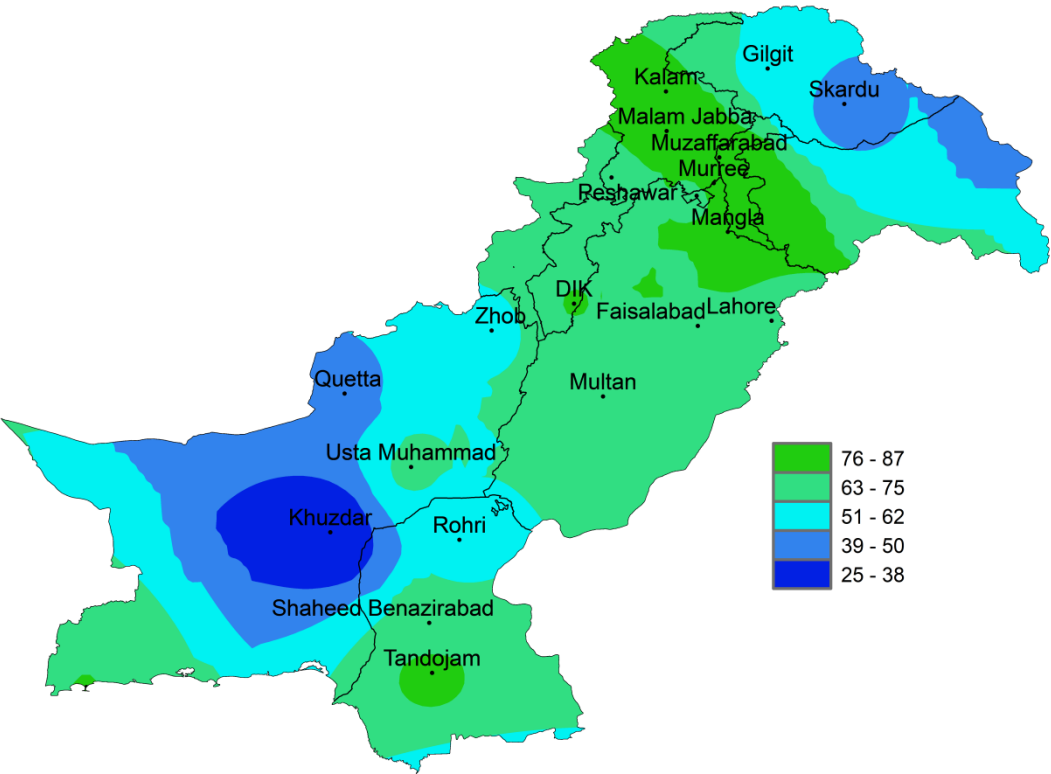 Gilgit
Kalam
Skardu
Malam Jabba
Muzaffarabad
Murree
Peshawar
Mangla
DIK
Zhob
Faisalabad
Lahore
Quetta
Multan
Usta Muhammad
Khuzdar
Rohri
Shaheed Benazirabad
Tandojam
76 - 87
63 - 75
51 - 62
39 - 50
25 - 38